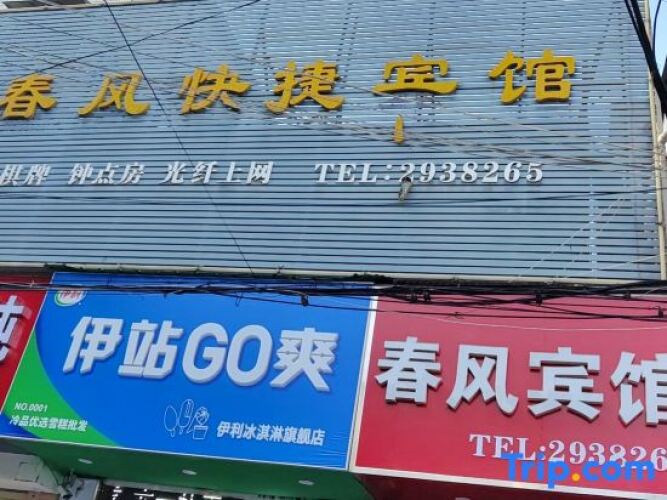 春风快捷宾馆
棋牌 钟点房 光纤上网 TEL:2938265
伊利
伊站GO爽
NO.0001
冷品优选雪糕批发
伊利冰淇淋旗舰店
春风宾馆
TEL:293826
Trip.com